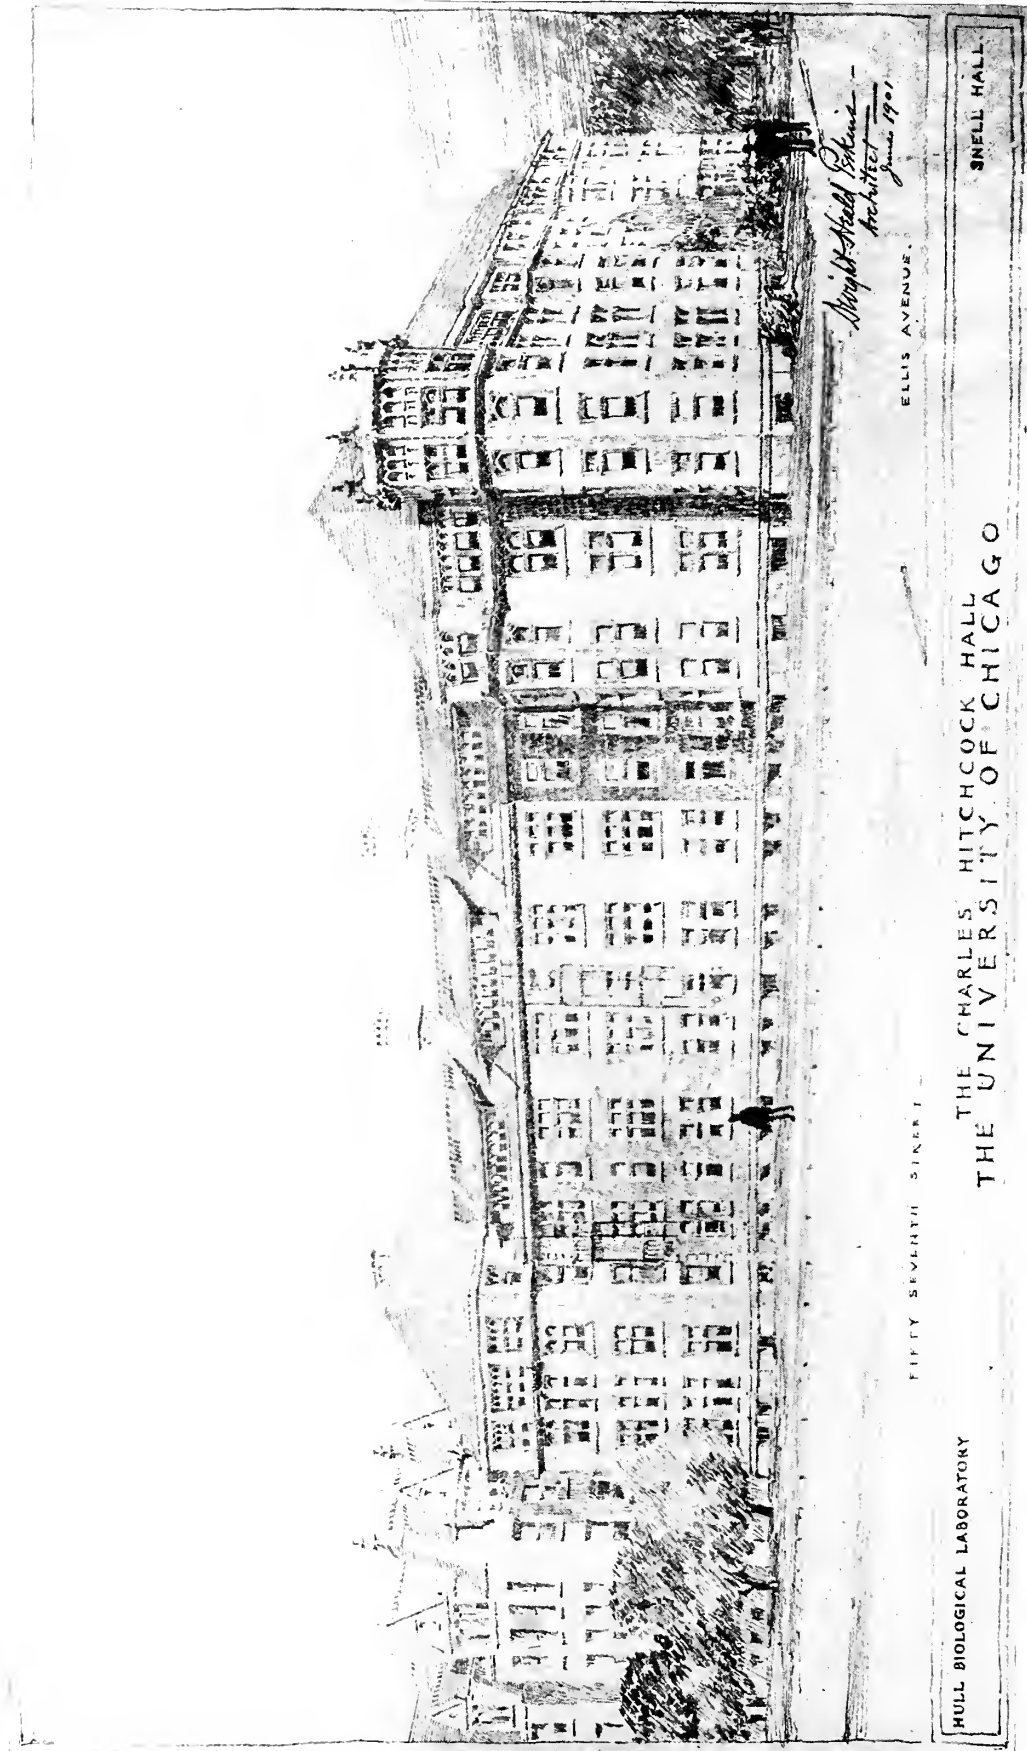 Dwight Heald Perkins
Architect
June 1901
ELLIS AVENUE.
FIFTY SEVENTH STREET
HULL BIOLOGICAL LABORATORY
THE CHARLES HITCHCOCK HALL
THE UNIVERSITY OF CHICAGO
SNELL HALL